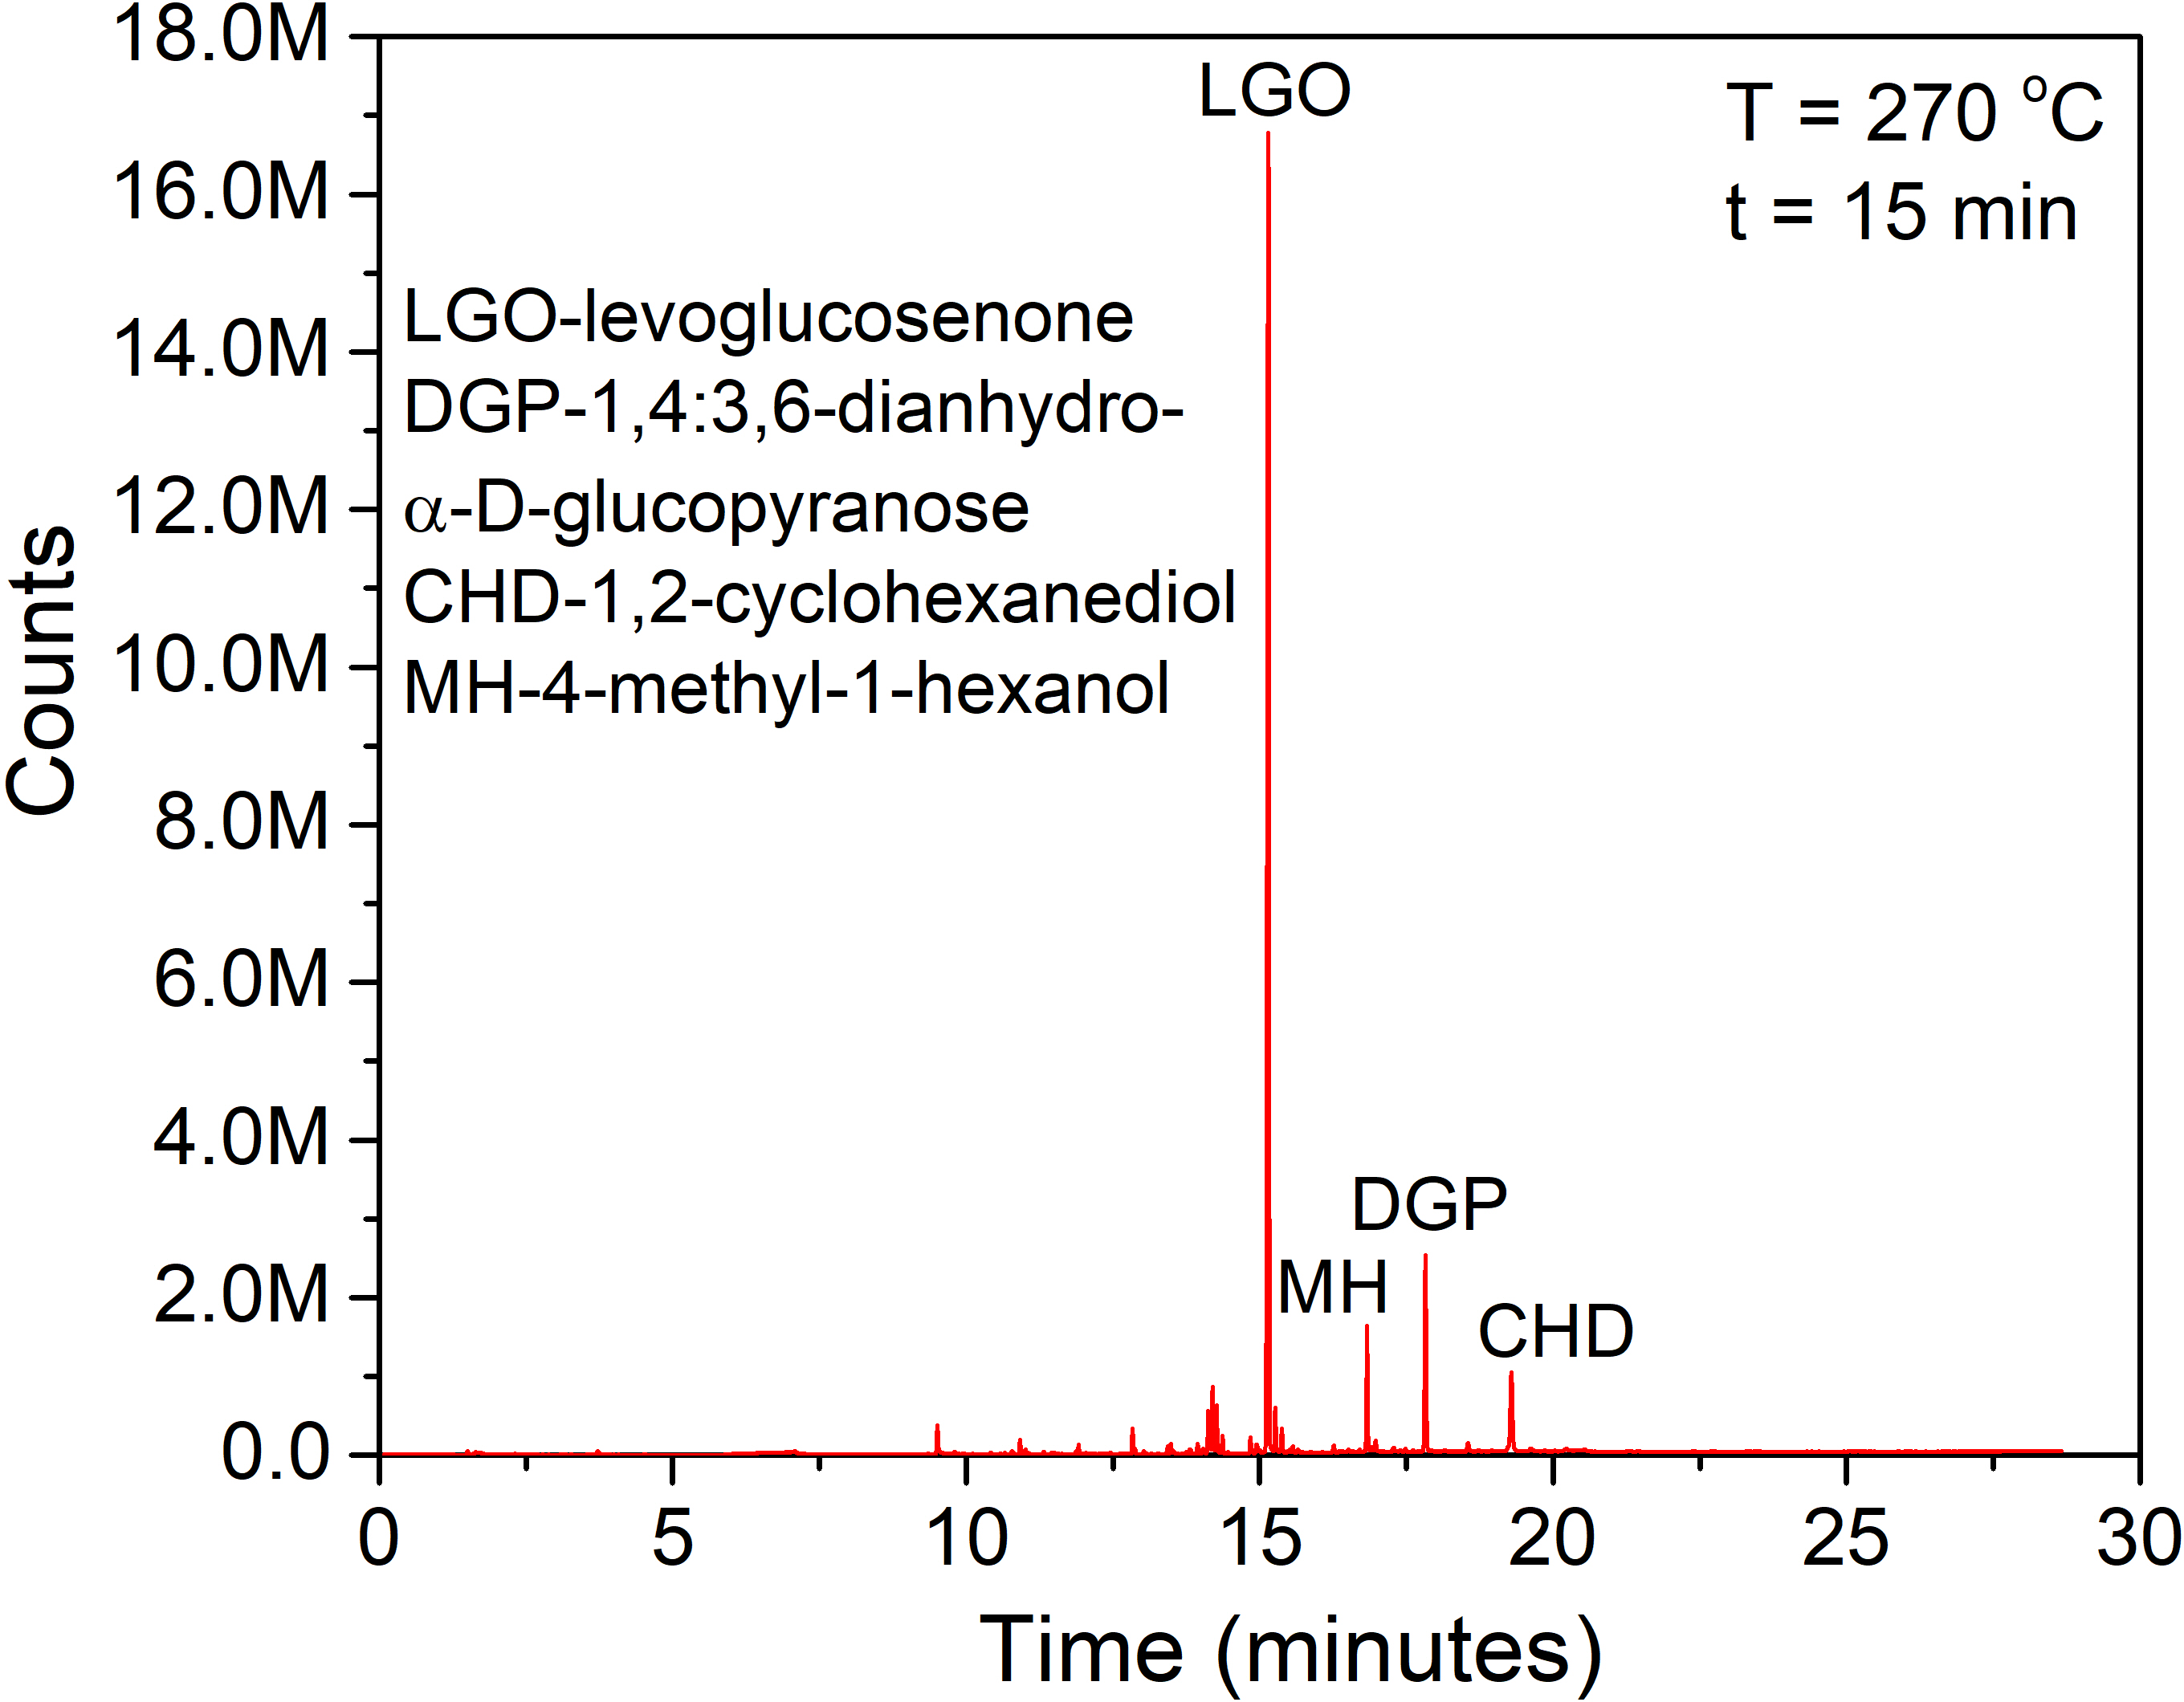 18.0M
16.0M
14.0M
12.0M
10.0M
8.0M
6.0M
4.0M
2.0M
0.0
Counts
LGO
T = 270 °C
t = 15 min
LGO-levoglucosenone
DGP-1,4:3,6-dianhydro-
α-D-glucopyranose
CHD-1,2-cyclohexanediol
MH-4-methyl-1-hexanol
DGP
MH
CHD
0 5 10 15 20 25 30
Time (minutes)